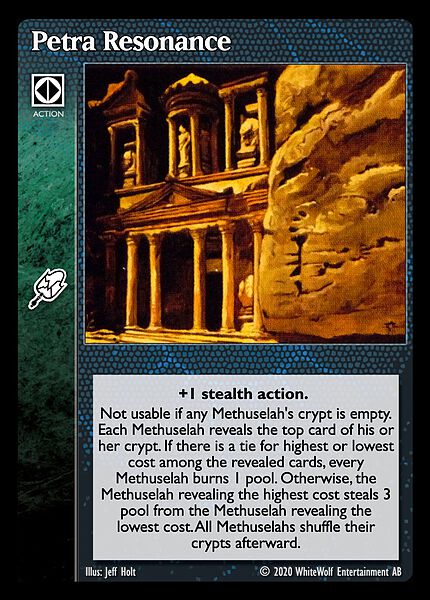 Petra Resonance
ACTION
+1 stealth action.
Not usable if any Methuselah's crypt is empty.
Each Methuselah reveals the top card of his or
her crypt. If there is a tie for highest or lowest
cost among the revealed cards, every
Methuselah burns 1 pool. Otherwise, the
Methuselah revealing the highest cost steals 3
pool from the Methuselah revealing the
lowest cost. All Methuselahs shuffle their
crypts afterward.
Illus: Jeff Holt © 2020 WhiteWolf Entertainment AB